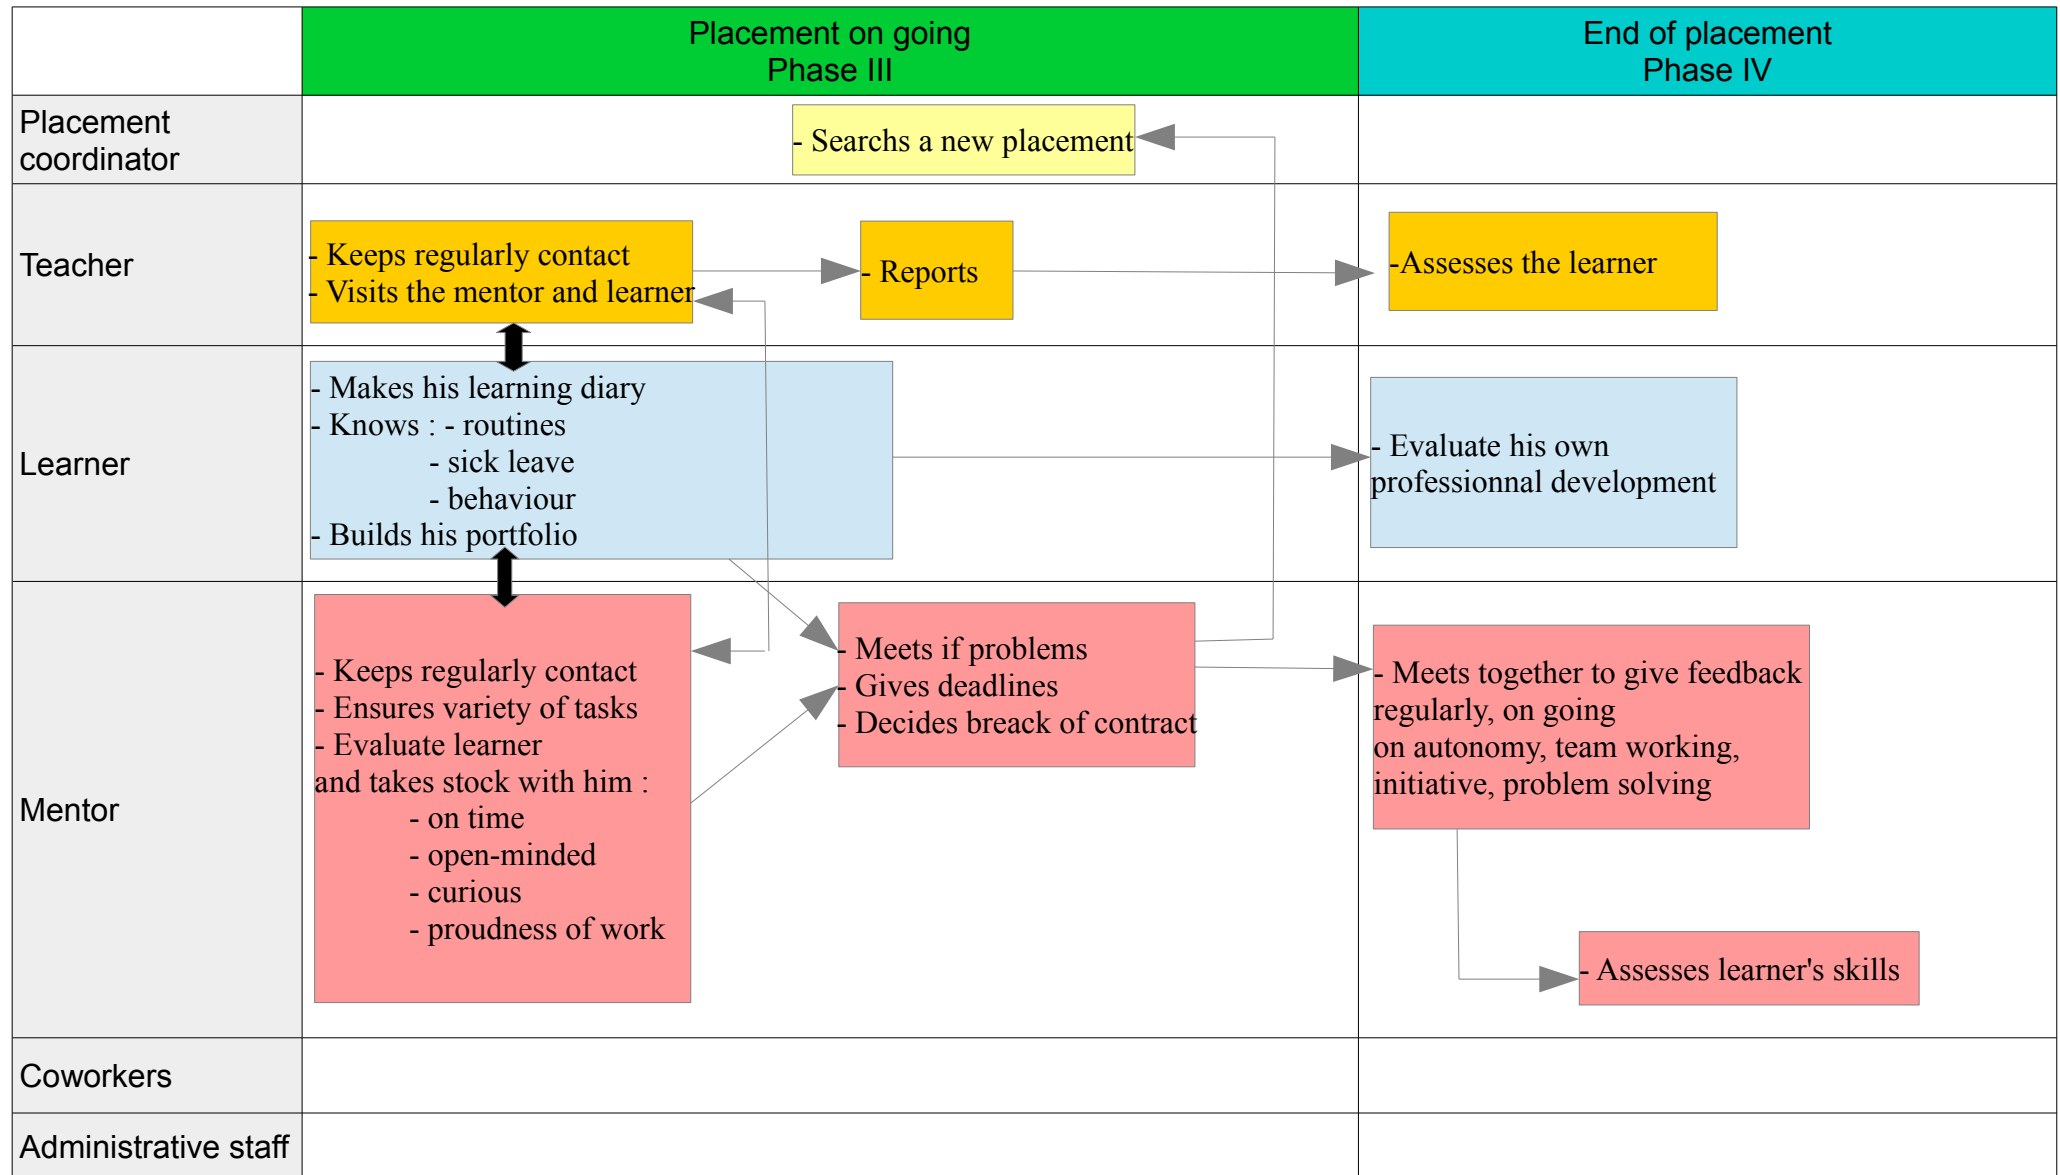 Placement on going
Phase III
End of placement
Phase IV
Placement
coordinator
- Searchs a new placement
Teacher
- Keeps regularly contact
- Visits the mentor and learner
- Reports
-Assesses the learner
Learner
- Makes his learning diary
- Knows : - routines
- sick leave
- behaviour
- Builds his portfolio
- Evaluate his own
professionnal development
Mentor
- Keeps regularly contact
- Ensures variety of tasks
- Evaluate learner
and takes stock with him :
- on time
- open-minded
- curious
- proudness of work
- Meets if problems
- Gives deadlines
- Decides breack of contract
- Meets together to give feedback
regularly, on going
on autonomy, team working,
initiative, problem solving
- Assesses learner's skills
Coworkers
Administrative staff